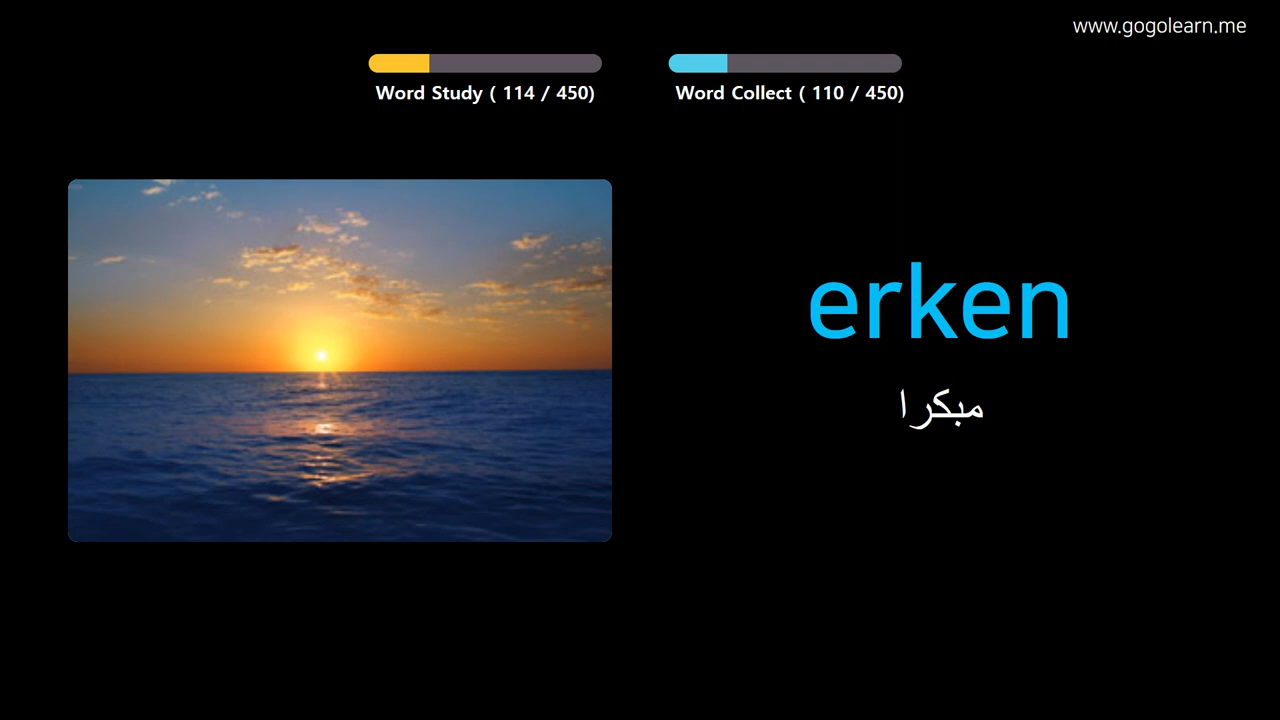 www.gogolearn.me
Word Study ( 114 / 450)
Word Collect ( 110 / 450)
erken
مبكرا